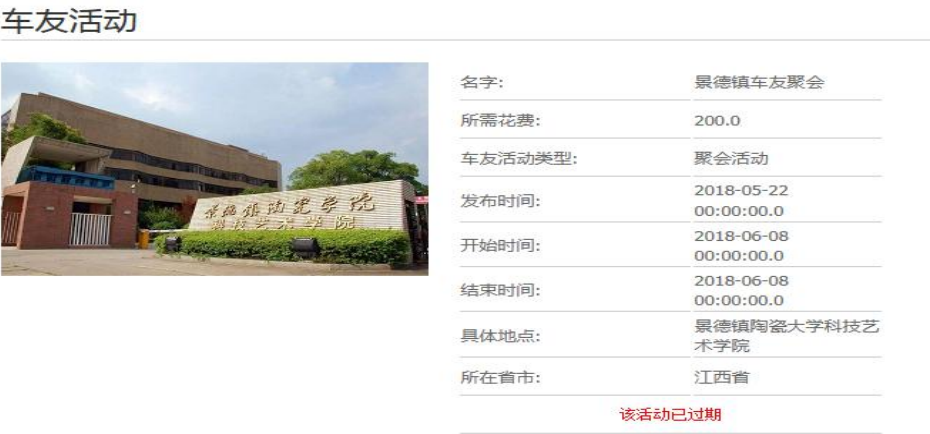 车友活动
景德镇陶瓷学院
科技艺术学院
名字:
景德镇车友聚会
所需花费:
200.0
车友活动类型:
聚会活动
发布时间:
2018-05-22
00:00:00.0
开始时间:
2018-06-08
00:00:00.0
结束时间:
2018-06-08
00:00:00.0
具体地点:
景德镇陶瓷大学科技艺
术学院
所在省市:
江西省
该活动已过期